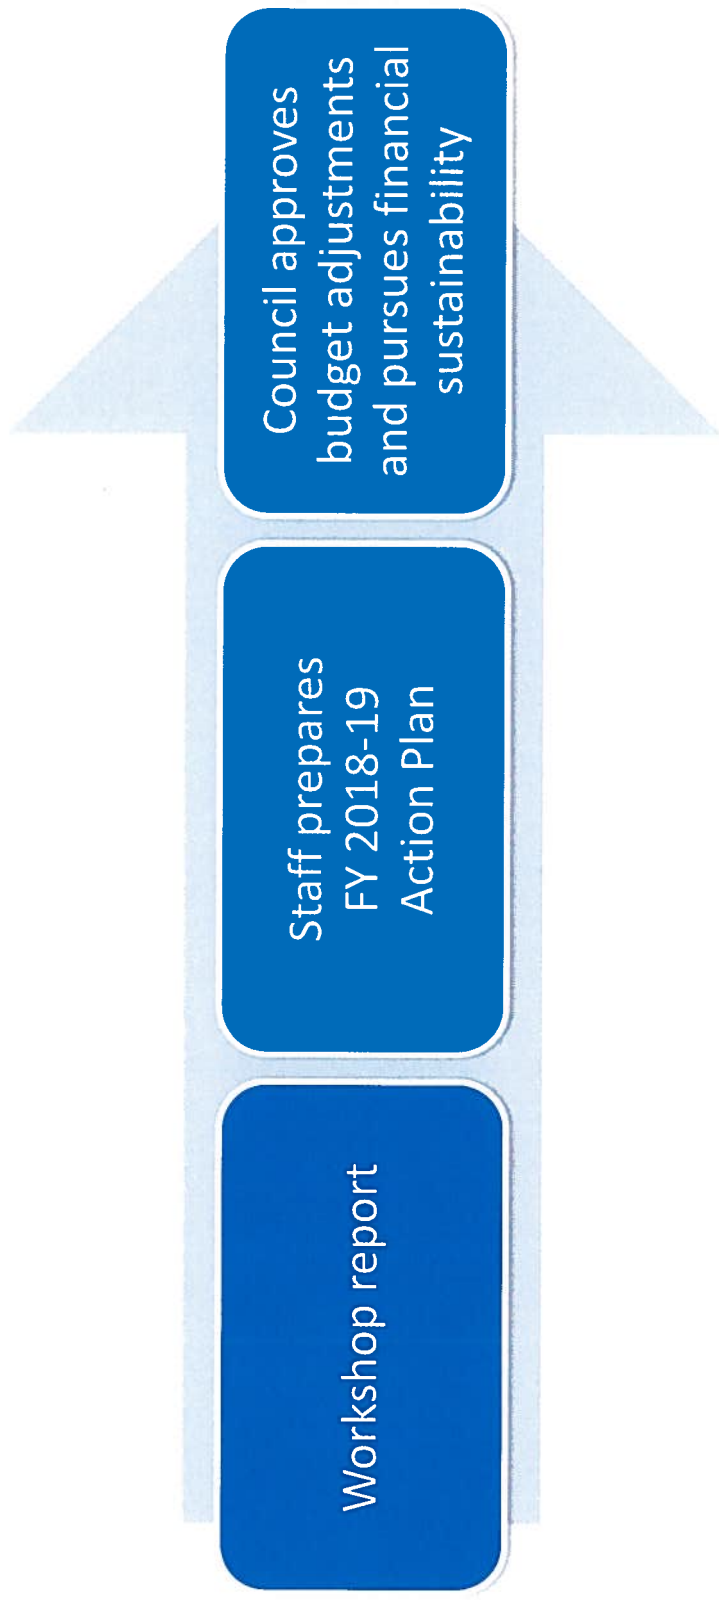 Workshop report
Staff prepares
FY 2018-19
Action Plan
Council approves
budget adjustments
and pursues financial
sustainability